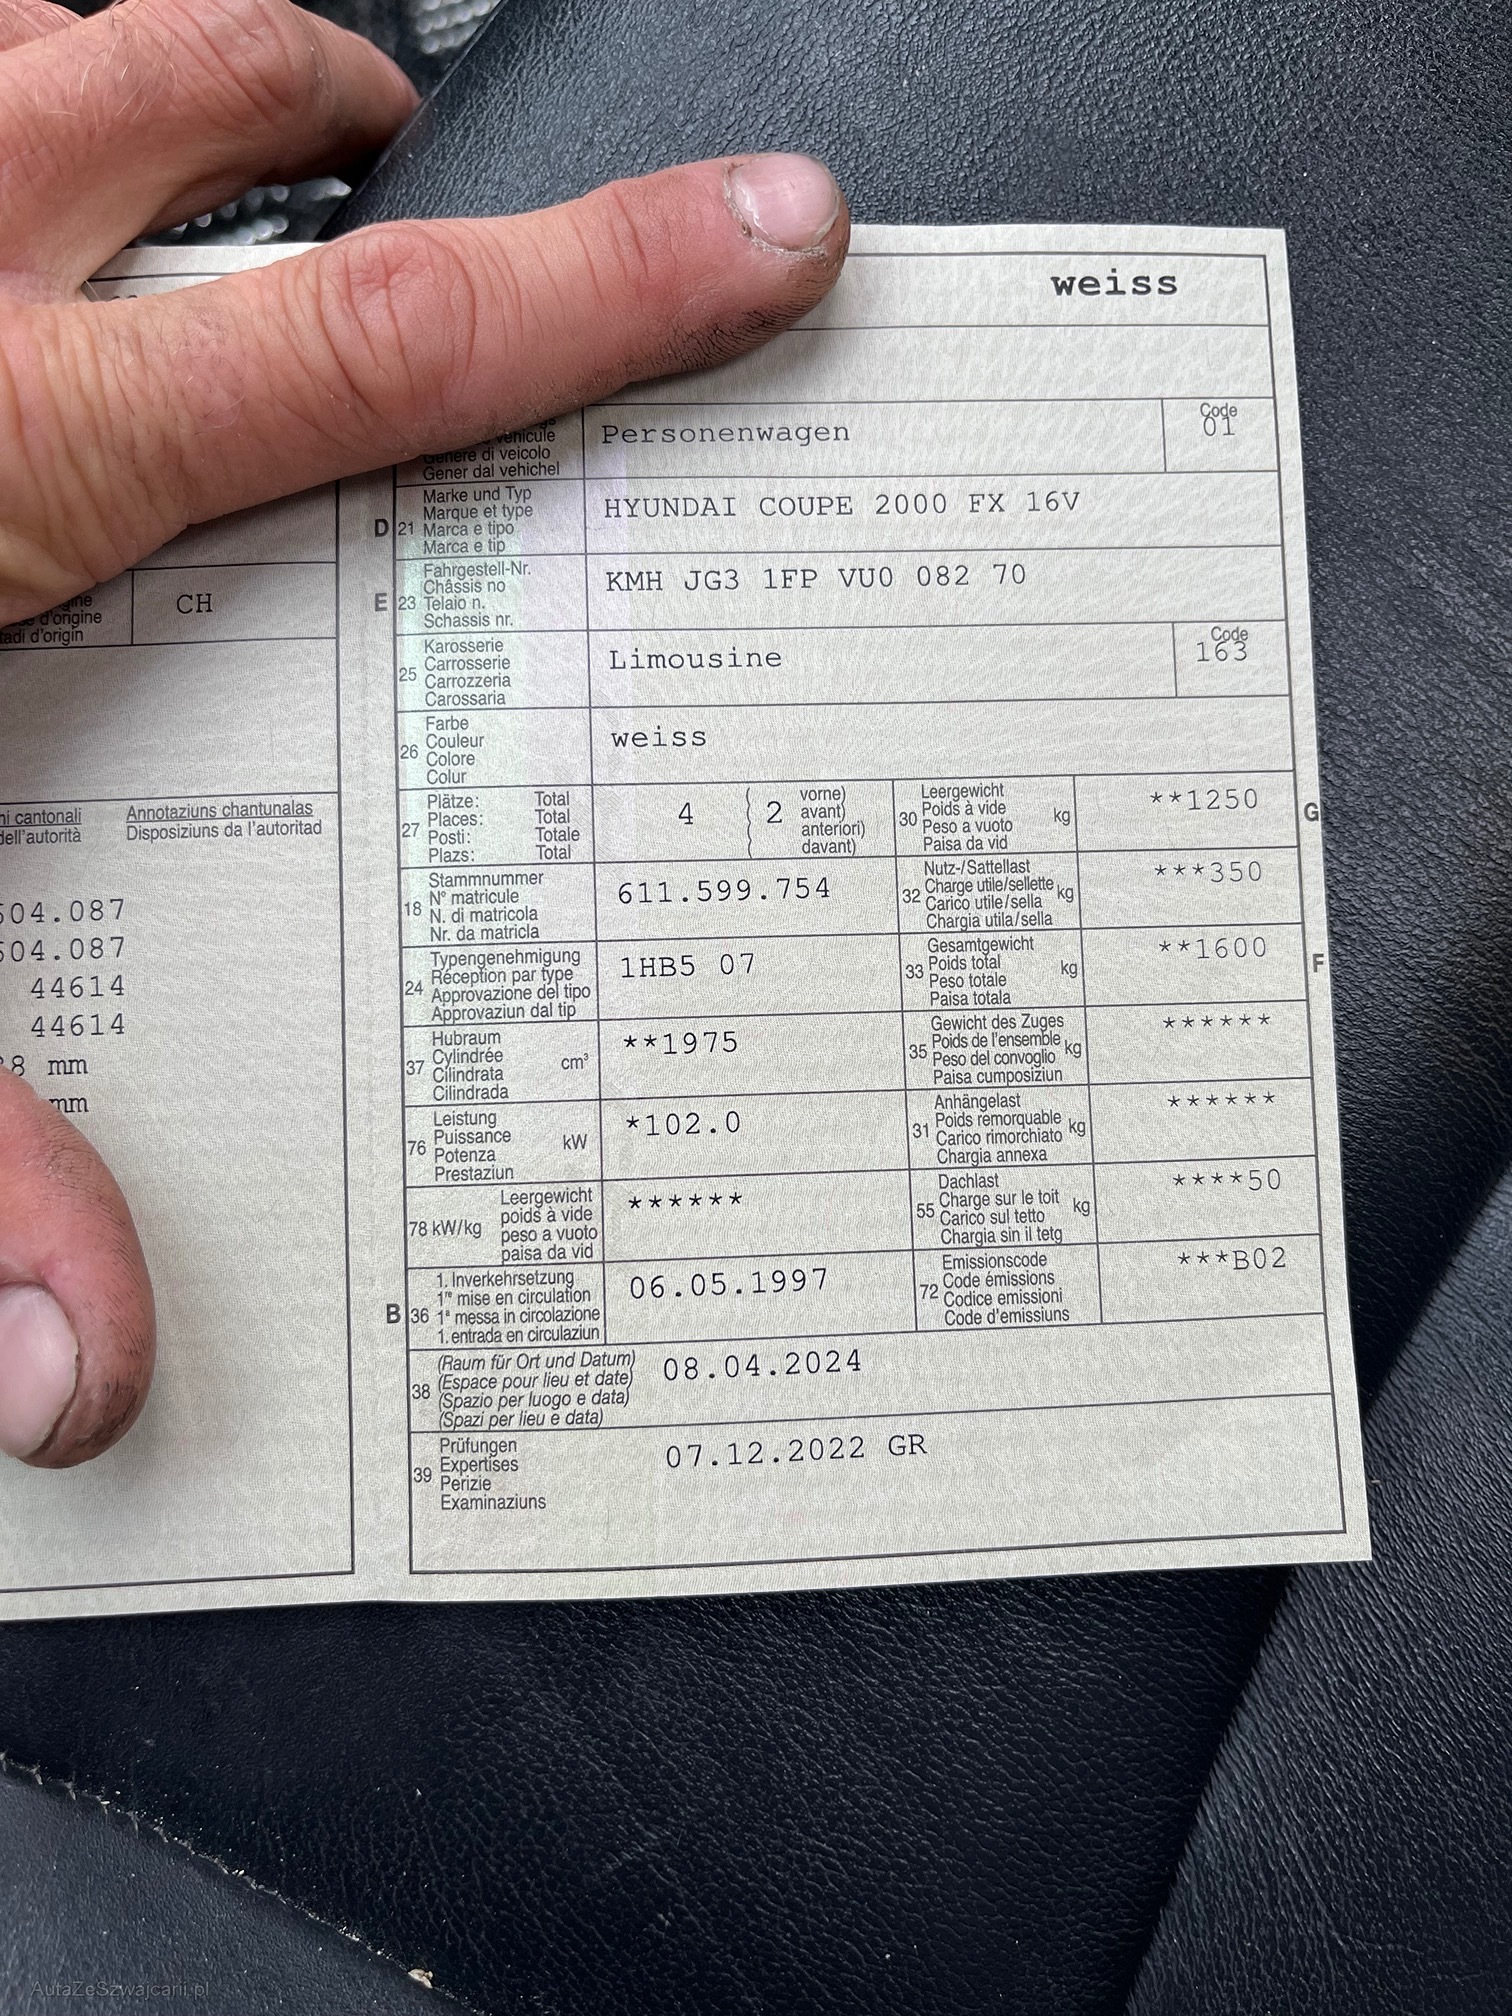 weiss
vehicule
Genere di veicolo
Gener dal vehichel
Personenwagen
Code
01
D 21
Marke und Typ
Marque et type
Marca e tipo
Marca e tip
HYUNDAI COUPE 2000 FX 16V
E 23
Fahrgestell-Nr.
Châssis no
Telaio n.
Schassis nr.
KMH JG3 1FP VU0 082 70
d'origine
d'origin
CH
25
Karosserie
Carrosserie
Carrozzeria
Carossaria
Limousine
Code
163
26
Farbe
Couleur
Colore
Colur
weiss
cantonali
dell'autorità
Annotaziuns chantunalas
Disposiziuns da l'autoritad
27
Plätze: Total
Places: Total
Posti: Totale
Plazs: Total
4 ( 2
vorne)
avant)
anteriori)
davant)
30
Leergewicht
Poids à vide
Peso a vuoto
Paisa da vid
kg
**1250
G
18
Stammnummer
N° matricule
N. di matricola
Nr. da matricla
611.599.754
32
Nutz-/Sattellast
Charge utile/sellette
Carico utile/sella
Chargia utila/sella
kg
***350
504.087
504.087
44614
44614
8 mm
mm
24
Typengenehmigung
Réception par type
Approvazione del tipo
Approvaziun dal tip
1HB5 07
33
Gesamtgewicht
Poids total
Peso totale
Paisa totala
kg
**1600
F
37
Hubraum
Cylindrée
Cilindrata
Cilindrada
cm³
**1975
35
Gewicht des Zuges
Poids de l'ensemble
Peso del convoglio
Paisa cumposiziun
kg
******
76
Leistung
Puissance
Potenza
Prestaziun
kW
*102.0
31
Anhängelast
Poids remorquable
Carico rimorchiato
Chargia annexa
kg
******
78 kW/kg
Leergewicht
poids à vide
peso a vuoto
paisa da vid
******
55
Dachlast
Charge sur le toit
Carico sul tetto
Chargia sin il tetg
kg
****50
B 36
1. Inverkehrsetzung
1re mise en circulation
1a messa in circolazione
1. entrada en circulaziun
06.05.1997
72
Emissionscode
Code émissions
Codice emissioni
Code d'emissiuns
***B02
38
(Raum für Ort und Datum)
(Espace pour lieu et date)
(Spazio per luogo e data)
(Spazi per lieu e data)
08.04.2024
39
Prüfungen
Expertises
Perizie
Examinaziuns
07.12.2022 GR
AutaZeSzwajcarii.pl